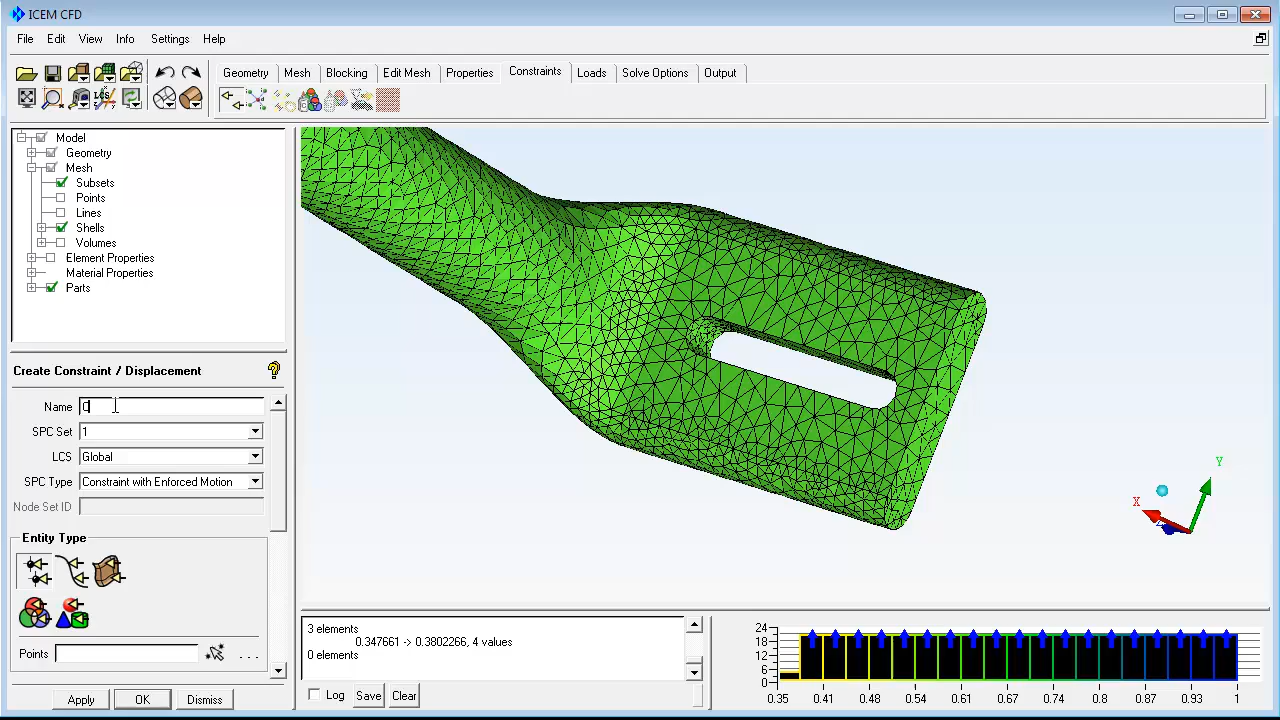 ICEM CFD
File Edit View Info Settings Help
Geometry Mesh Blocking Edit Mesh Properties Constraints Loads Solve Options Output
LCS
Model
Geometry
Mesh
Subsets
Points
Lines
Shells
Volumes
Element Properties
Material Properties
Parts
Create Constraint / Displacement
Name C
SPC Set 1
LCS Global
SPC Type Constraint with Enforced Motion
Node Set ID
Entity Type
Points ...
Apply OK Dismiss
Y
X
3 elements
0.347661 -> 0.3802266, 4 values
0 elements
Log Save Clear
24
18
12
6
0
0.35 0.41 0.48 0.54 0.61 0.67 0.74 0.8 0.87 0.93 1